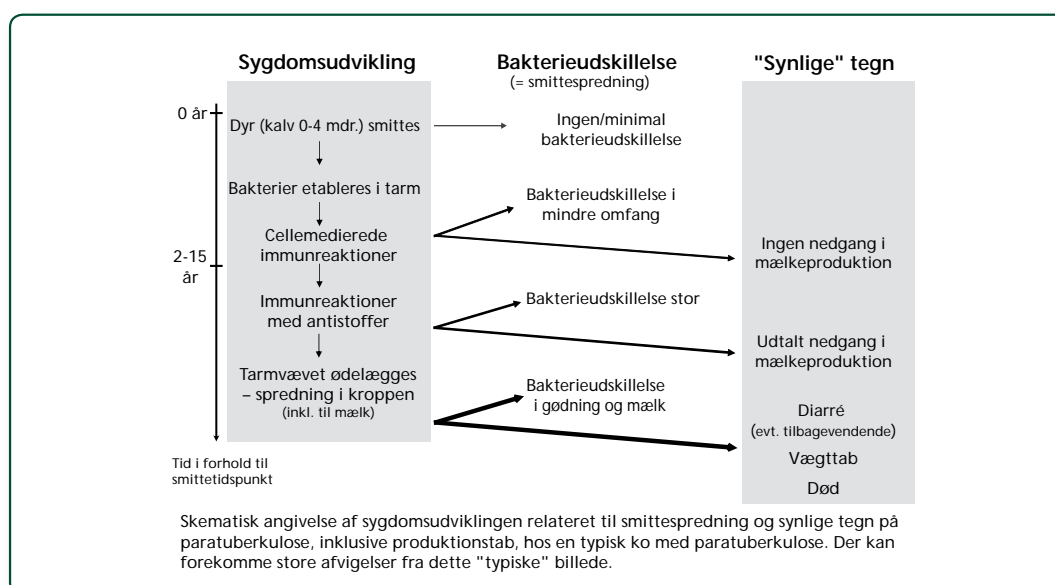 Sygdomsudvikling
Bakterieudskillelse
(= smittespredning)
"Synlige" tegn
0 år
Dyr (kalv 0-4 mdr.) smittes
Ingen/minimal
bakterieudskillelse
Bakterier etableres i tarm
Bakterieudskillelse i
mindre omfang
Cellemedierede
immunreaktioner
Ingen nedgang i
mælkeproduktion
2-15
år
Immunreaktioner
med antistoffer
Bakterieudskillelse stor
Udtalt nedgang i
mælkeproduktion
Tarmvævet ødelægges
– spredning i kroppen
(inkl. til mælk)
Bakterieudskillelse
i gødning og mælk
Diarré
(evt. tilbagevendende)
Vægttab
Død
Tid i forhold til
smittetidspunkt
Skematisk angivelse af sygdomsudviklingen relateret til smittespredning og synlige tegn på
paratuberkulose, inklusive produktionstab, hos en typisk ko med paratuberkulose. Der kan
forekomme store afvigelser fra dette "typiske" billede.